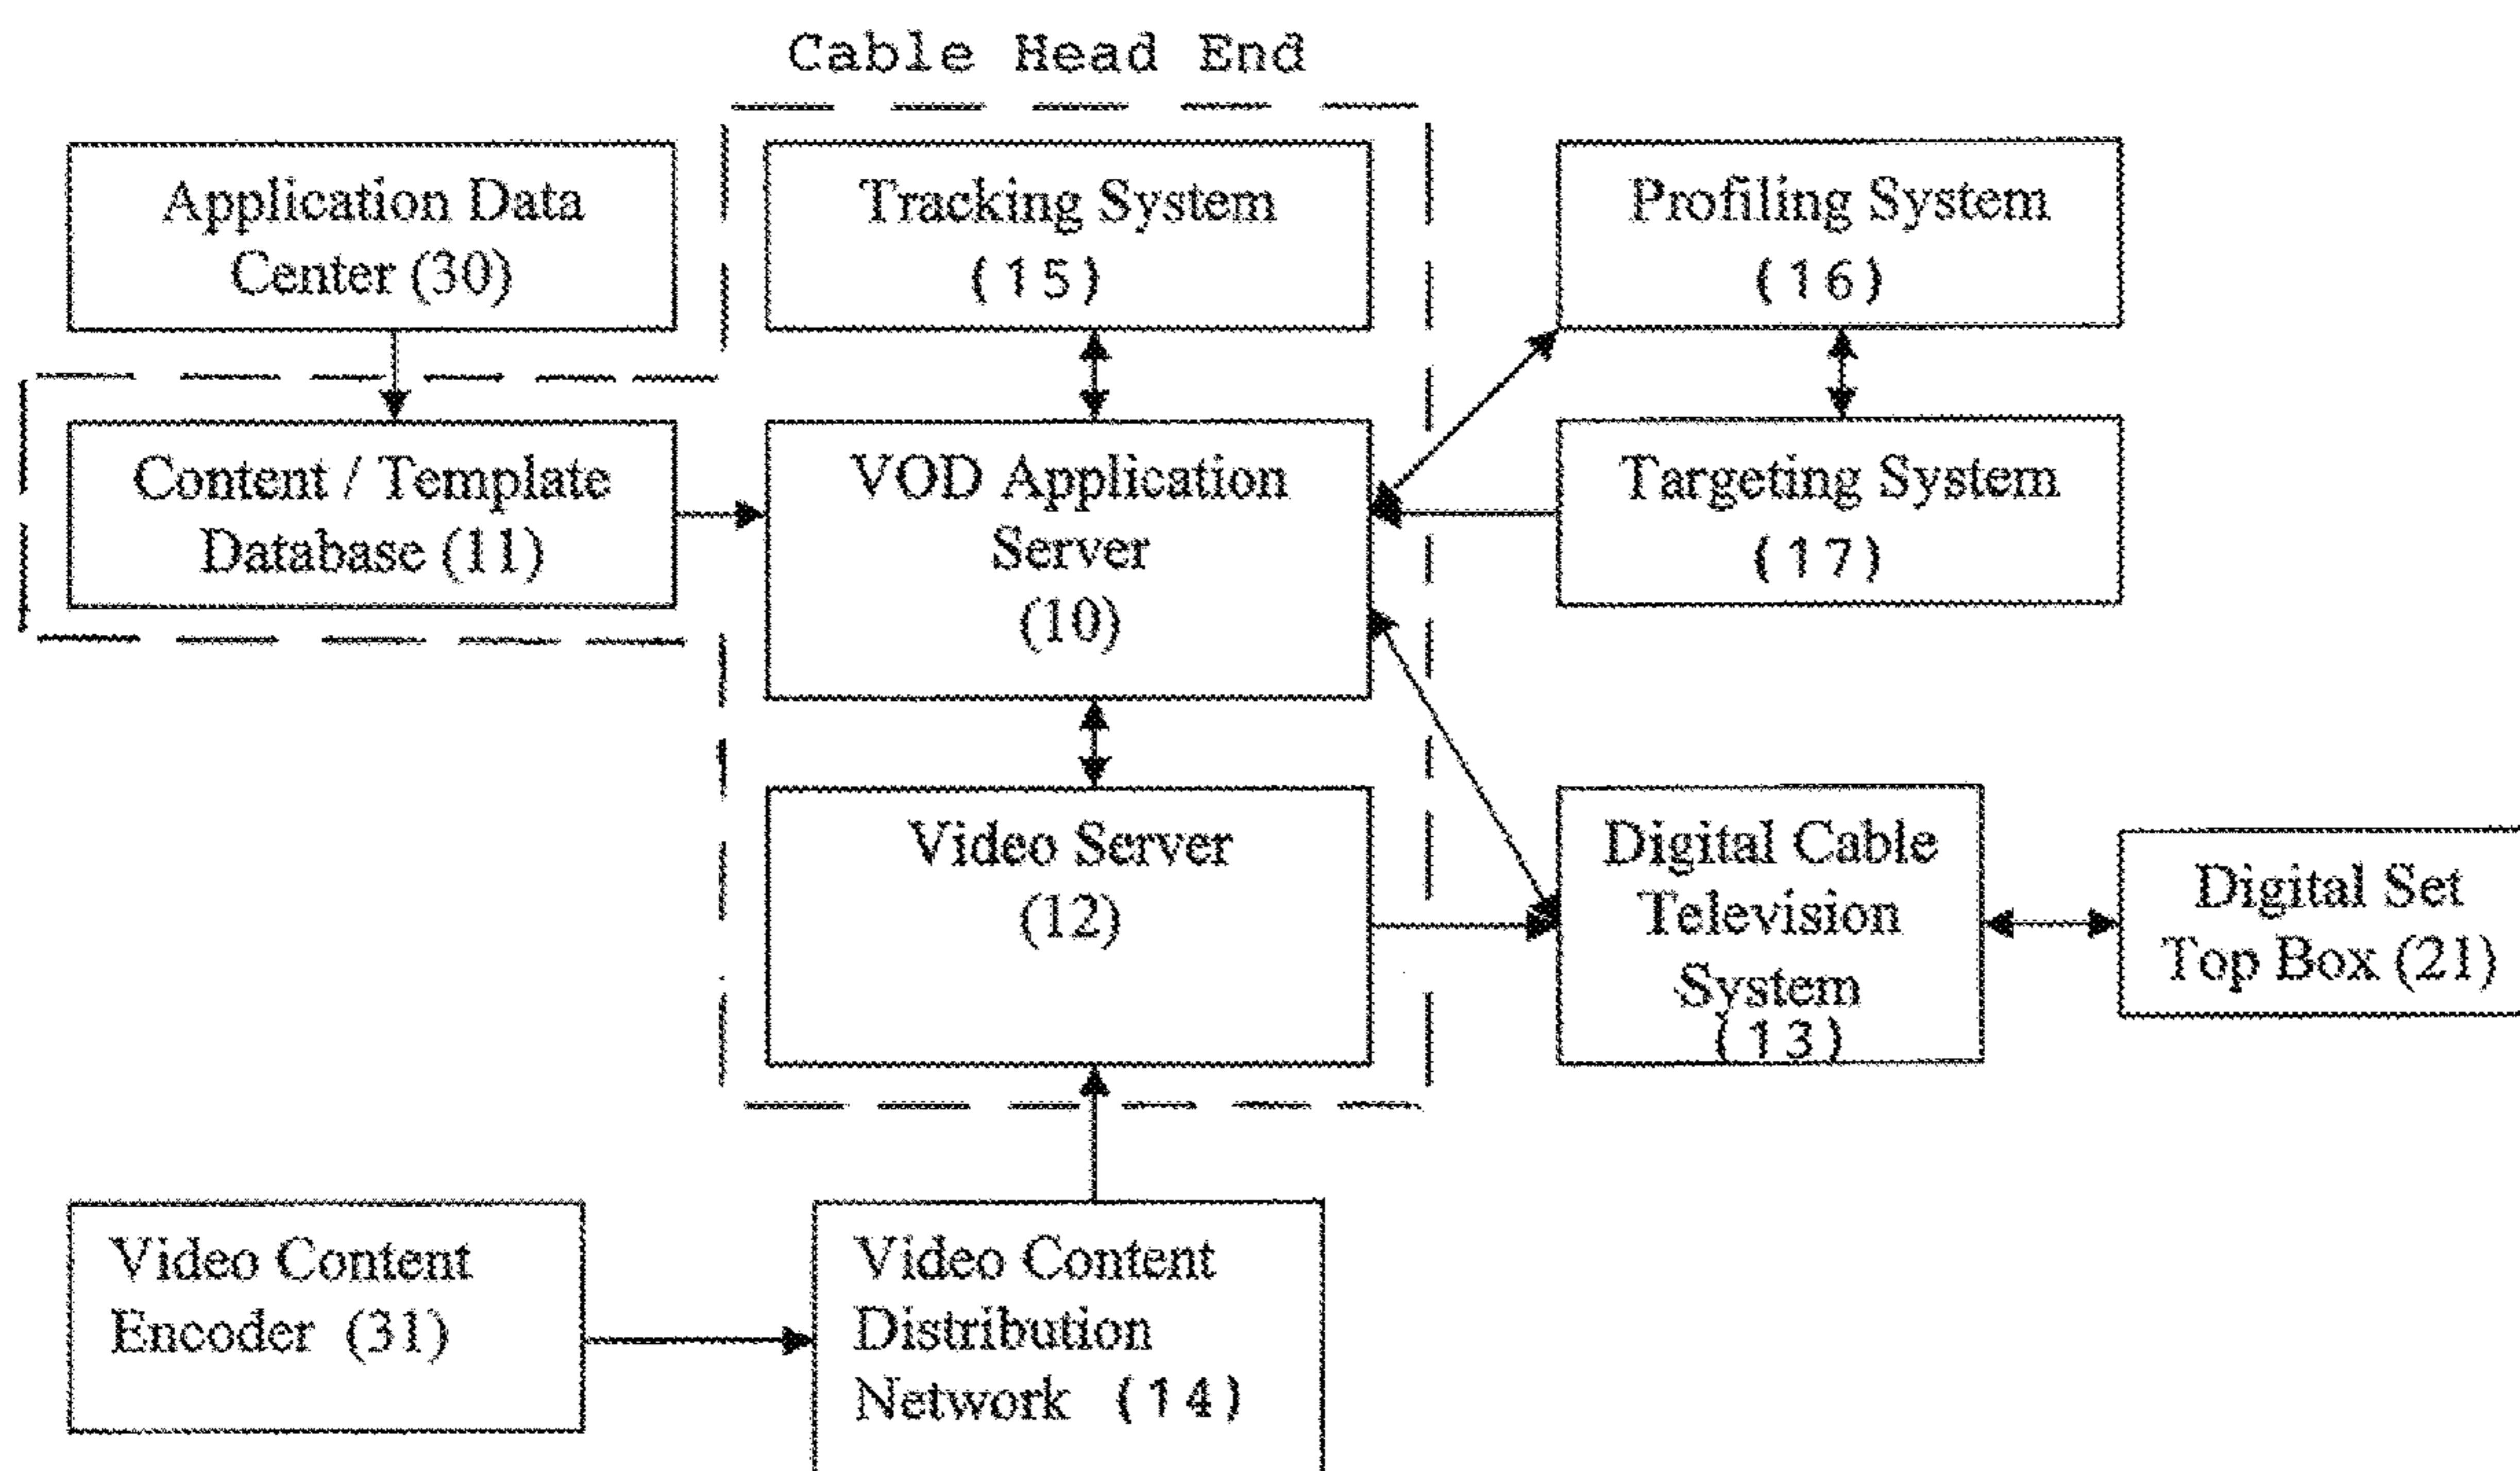 Cable Head End
Application Data
Center (30)
Tracking System
(15)
Profiling System
(16)
Content / Template
Database (11)
VOD Application
Server
(10)
Targeting System
(17)
Video Server
(12)
Digital Cable
Television
System
(13)
Digital Set
Top Box (21)
Video Content
Encoder (31)
Video Content
Distribution
Network (14)